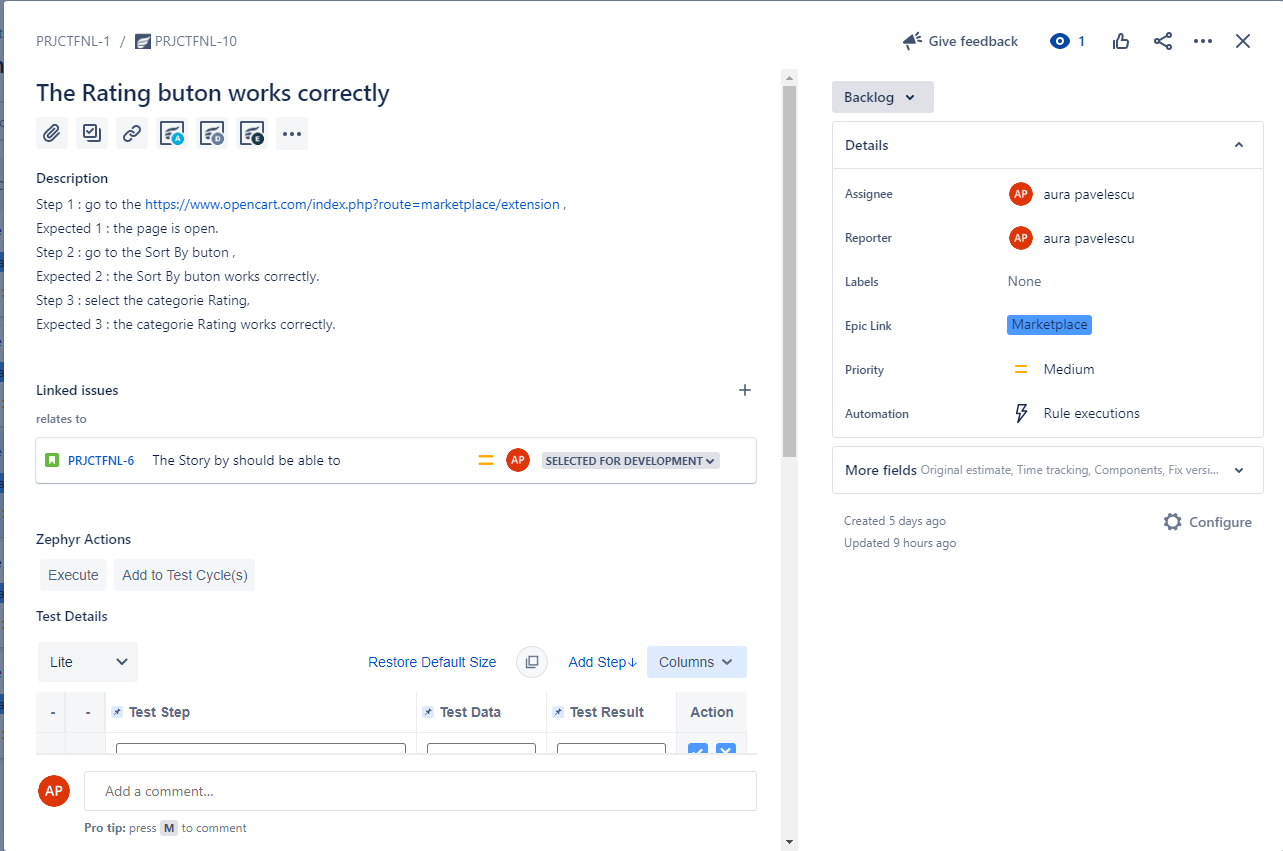 PRJCTFNL-1 / PRJCTFNL-10
Give feedback 1
The Rating buton works correctly
A D E
Description
Step 1 : go to the https://www.opencart.com/index.php?route=marketplace/extension ,
Expected 1 : the page is open.
Step 2 : go to the Sort By buton ,
Expected 2 : the Sort By buton works correctly.
Step 3 : select the categorie Rating,
Expected 3 : the categorie Rating works correctly.
Linked issues
relates to
PRJCTFNL-6 The Story by should be able to AP SELECTED FOR DEVELOPMENT
Zephyr Actions
Execute Add to Test Cycle(s)
Test Details
Lite Restore Default Size Add Step↓ Columns
- - Test Step Test Data Test Result Action
AP Add a comment…
Pro tip: press M to comment
Backlog
Details
Assignee AP aura pavelescu
Reporter AP aura pavelescu
Labels None
Epic Link Marketplace
Priority Medium
Automation Rule executions
More fields Original estimate, Time tracking, Components, Fix versi...
Created 5 days ago Configure
Updated 9 hours ago